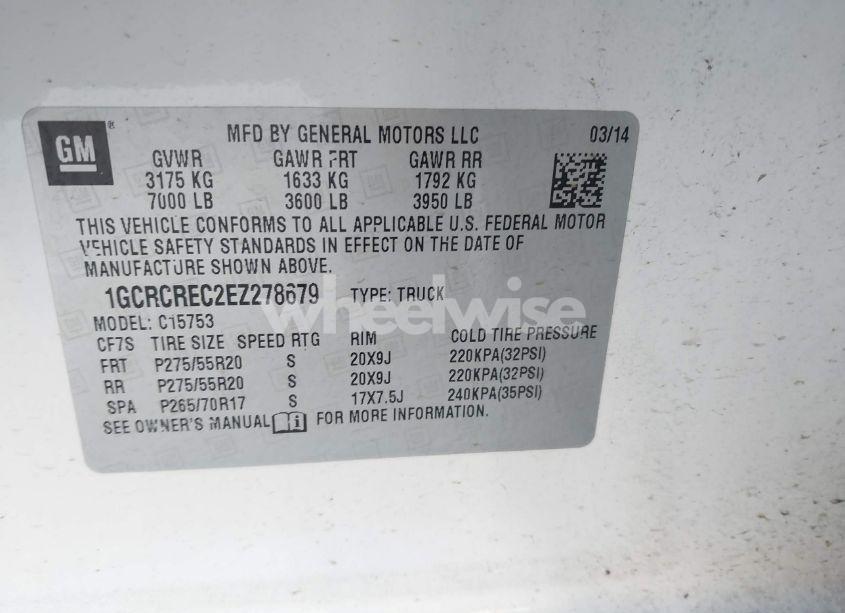 GM ® MFD BY GENERAL MOTORS LLC 03/14
GVWR GAWR FRT GAWR RR
3175 KG 1633 KG 1792 KG
7000 LB 3600 LB 3950 LB
THIS VEHICLE CONFORMS TO ALL APPLICABLE U.S. FEDERAL MOTOR
VEHICLE SAFETY STANDARDS IN EFFECT ON THE DATE OF
MANUFACTURE SHOWN ABOVE.
1GCRCREC2EZ278679 TYPE: TRUCK
wheelwise
MODEL: C15753
CF7S TIRE SIZE SPEED RTG RIM COLD TIRE PRESSURE
FRT P275/55R20 S 20X9J 220KPA(32PSI)
RR P275/55R20 S 20X9J 220KPA(32PSI)
SPA P265/70R17 S 17X7.5J 240KPA(35PSI)
SEE OWNER'S MANUAL FOR MORE INFORMATION.